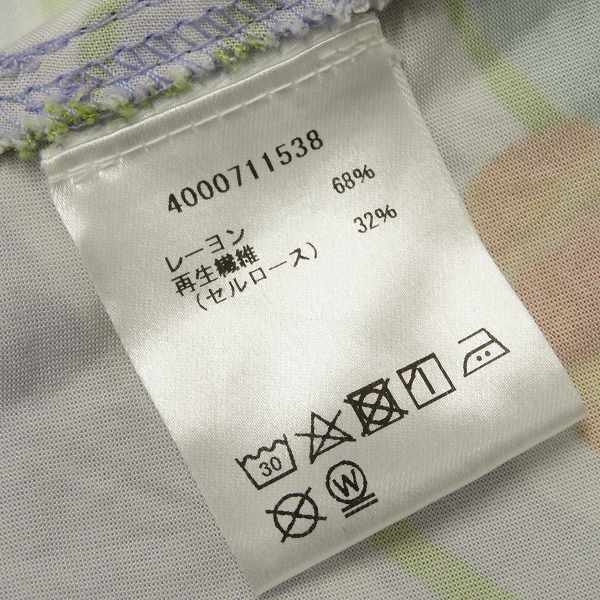 4000711538
レーヨン 68%
再生繊維 32%
(セルロース)
30
W